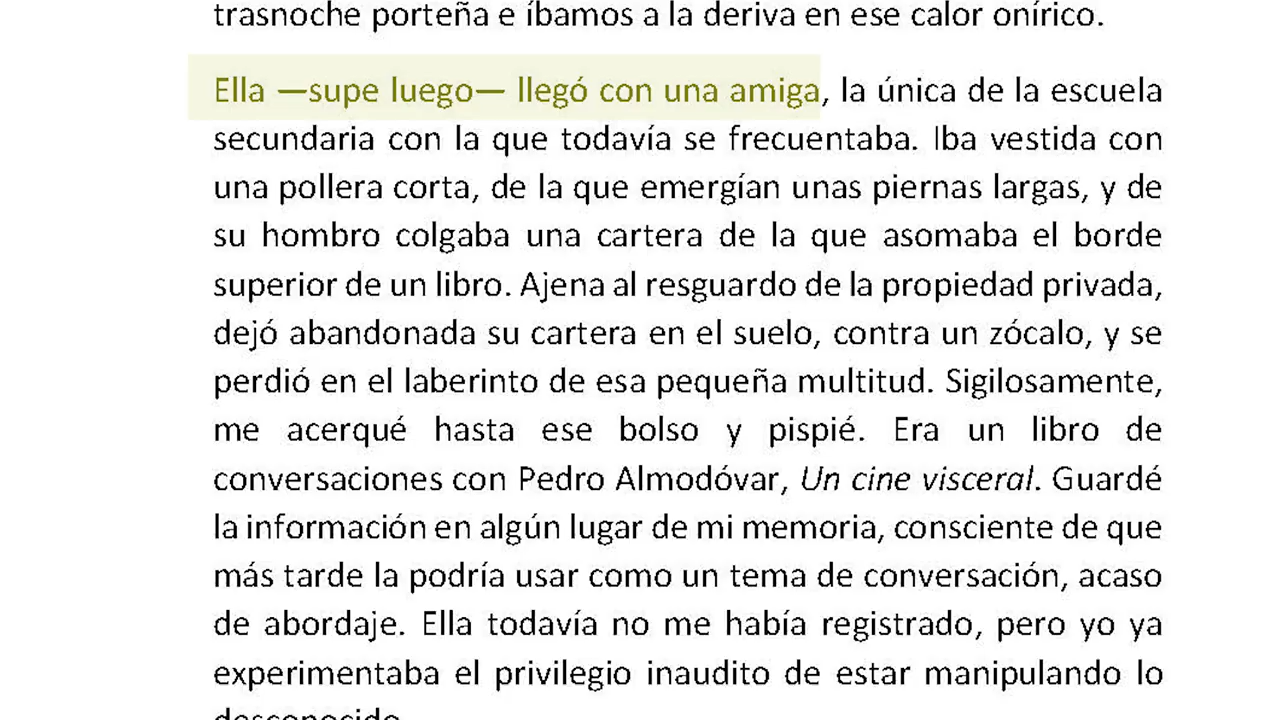 trasnoche porteña e íbamos a la deriva en ese calor onírico.
Ella —supe luego— llegó con una amiga, la única de la escuela
secundaria con la que todavía se frecuentaba. Iba vestida con
una pollera corta, de la que emergían unas piernas largas, y de
su hombro colgaba una cartera de la que asomaba el borde
superior de un libro. Ajena al resguardo de la propiedad privada,
dejó abandonada su cartera en el suelo, contra un zócalo, y se
perdió en el laberinto de esa pequeña multitud. Sigilosamente,
me acerqué hasta ese bolso y pispié. Era un libro de
conversaciones con Pedro Almodóvar, Un cine visceral. Guardé
la información en algún lugar de mi memoria, consciente de que
más tarde la podría usar como un tema de conversación, acaso
de abordaje. Ella todavía no me había registrado, pero yo ya
experimentaba el privilegio inaudito de estar manipulando lo
desconocido.